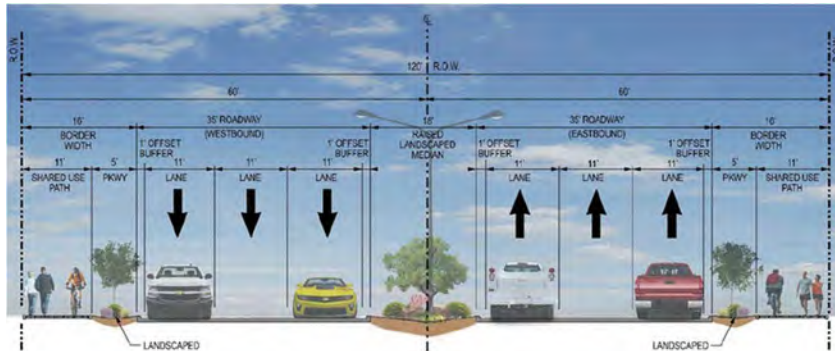 R.O.W.
120' R.O.W.
60' 60'
16' 35' ROADWAY 18' 35' ROADWAY 16'
BORDER WIDTH (WESTBOUND) RAISED LANDSCAPED MEDIAN (EASTBOUND) BORDER WIDTH
1' OFFSET BUFFER 1' OFFSET BUFFER 1' OFFSET BUFFER 1' OFFSET BUFFER
11' 5' 11' 11' 11' 11' 11' 11' 5' 11'
SHARED USE PATH PKWY LANE LANE LANE LANE LANE LANE PKWY SHARED USE PATH
LANDSCAPED LANDSCAPED